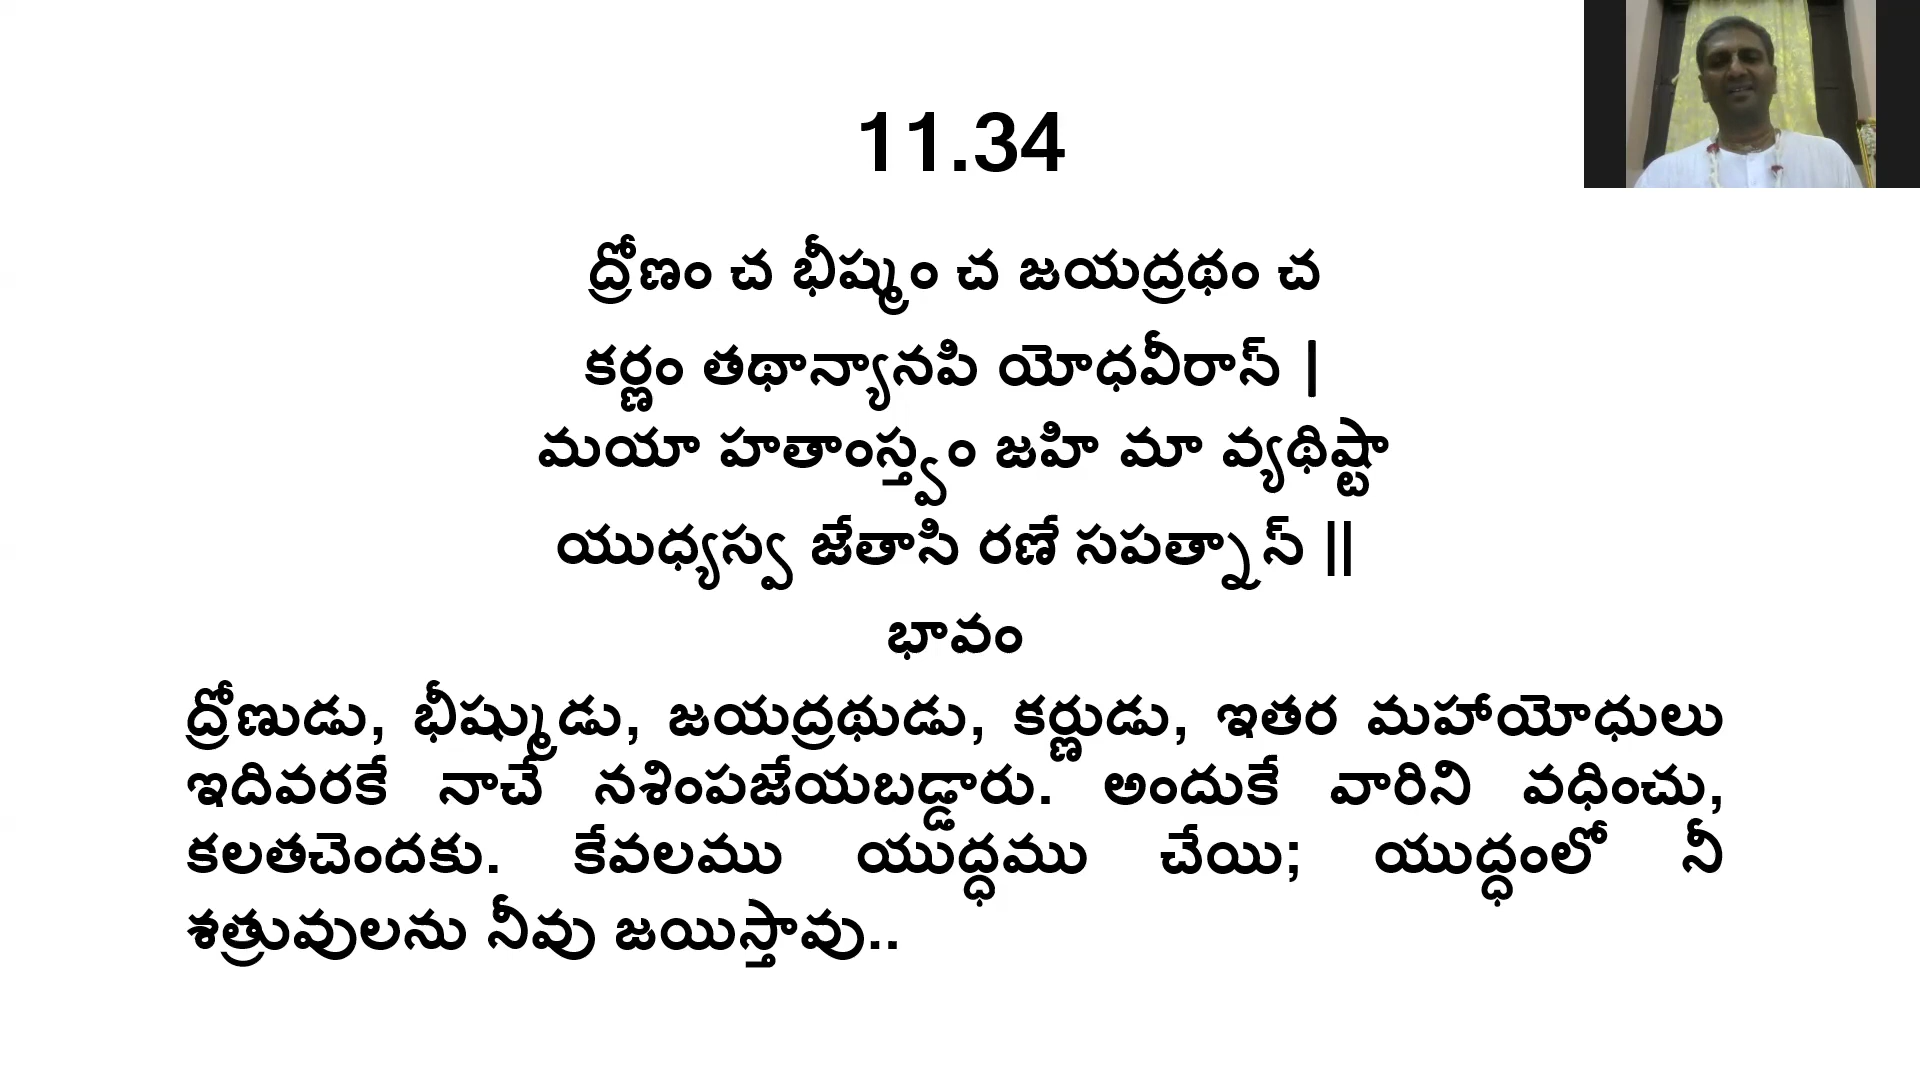 11.34
ద్రోణం చ భీష్మం చ జయద్రథం చ
కర్ణం తథాన్యానపి యోధవీరాస్ |
మయా హతాంస్త్వం జహి మా వ్యథిష్టా
యుధ్యస్వ జేతాసి రణే సపత్నాస్ ||
భావం
ద్రోణుడు, భీష్ముడు, జయద్రథుడు, కర్ణుడు, ఇతర మహాయోధులు
ఇదివరకే నాచే నశింపజేయబడ్డారు. అందుకే వారిని వధించు,
కలతచెందకు. కేవలము యుద్ధము చేయి; యుద్ధంలో నీ
శత్రువులను నీవు జయిస్తావు..